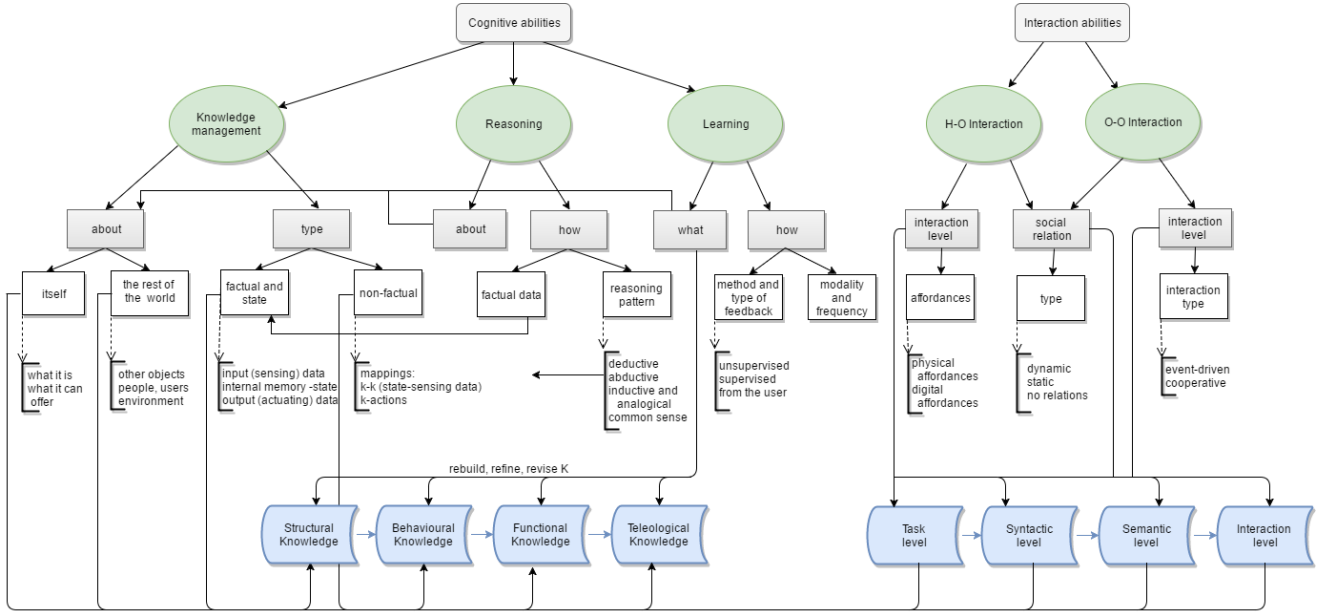 Cognitive abilities
Interaction abilities
Knowledge
management
Reasoning
Learning
H-O Interaction
O-O Interaction
about
type
about
how
what
how
interaction
level
social
relation
interaction
level
itself
the rest of
the world
factual and
state
non-factual
factual data
reasoning
pattern
method and
type of
feedback
modality
and
frequency
affordances
type
interaction
type
what it is
what it can
offer
other objects
people, users
environment
input (sensing) data
internal memory -state
output (actuating) data
mappings:
k-k (state-sensing data)
k-actions
deductive
abductive
inductive and
analogical
common sense
unsupervised
supervised
from the user
physical
affordances
digital
affordances
dynamic
static
no relations
event-driven
cooperative
rebuild, refine, revise K
Structural
Knowledge
Behavioural
Knowledge
Functional
Knowledge
Teleological
Knowledge
Task
level
Syntactic
level
Semantic
level
Interaction
level